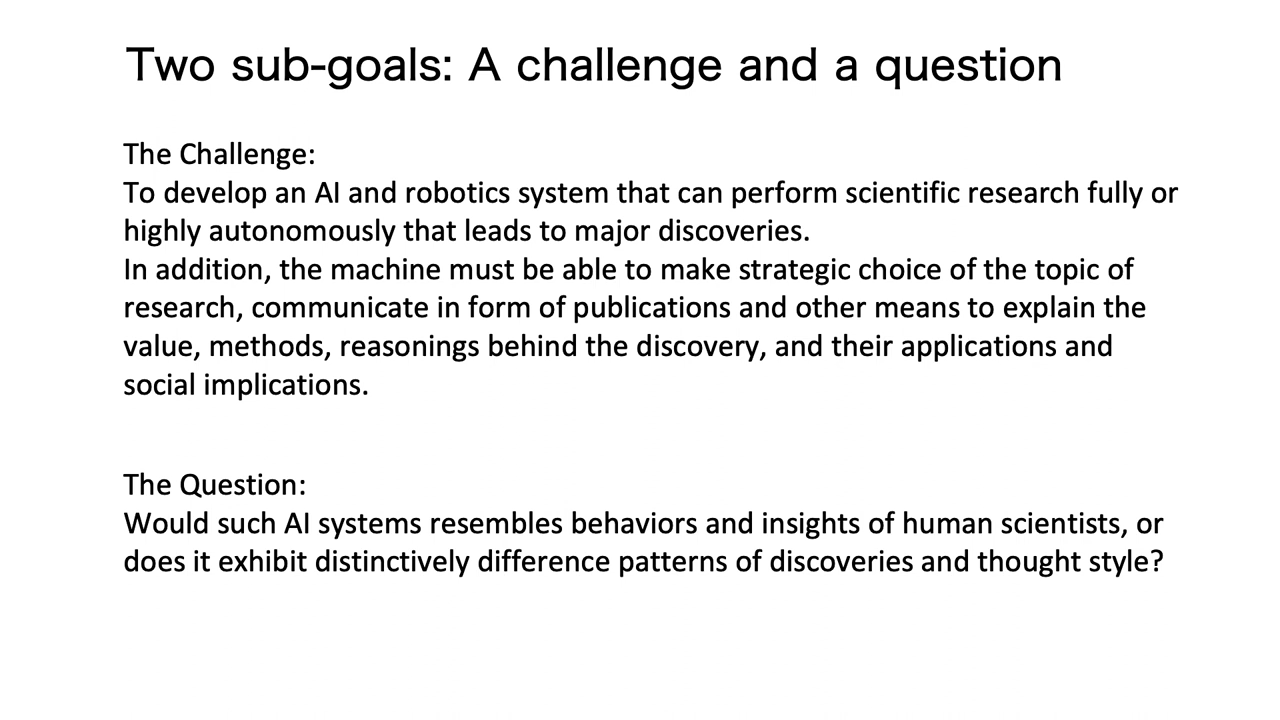 Two sub-goals: A challenge and a question
The Challenge:
To develop an AI and robotics system that can perform scientific research fully or
highly autonomously that leads to major discoveries.
In addition, the machine must be able to make strategic choice of the topic of
research, communicate in form of publications and other means to explain the
value, methods, reasonings behind the discovery, and their applications and
social implications.
The Question:
Would such AI systems resembles behaviors and insights of human scientists, or
does it exhibit distinctively difference patterns of discoveries and thought style?